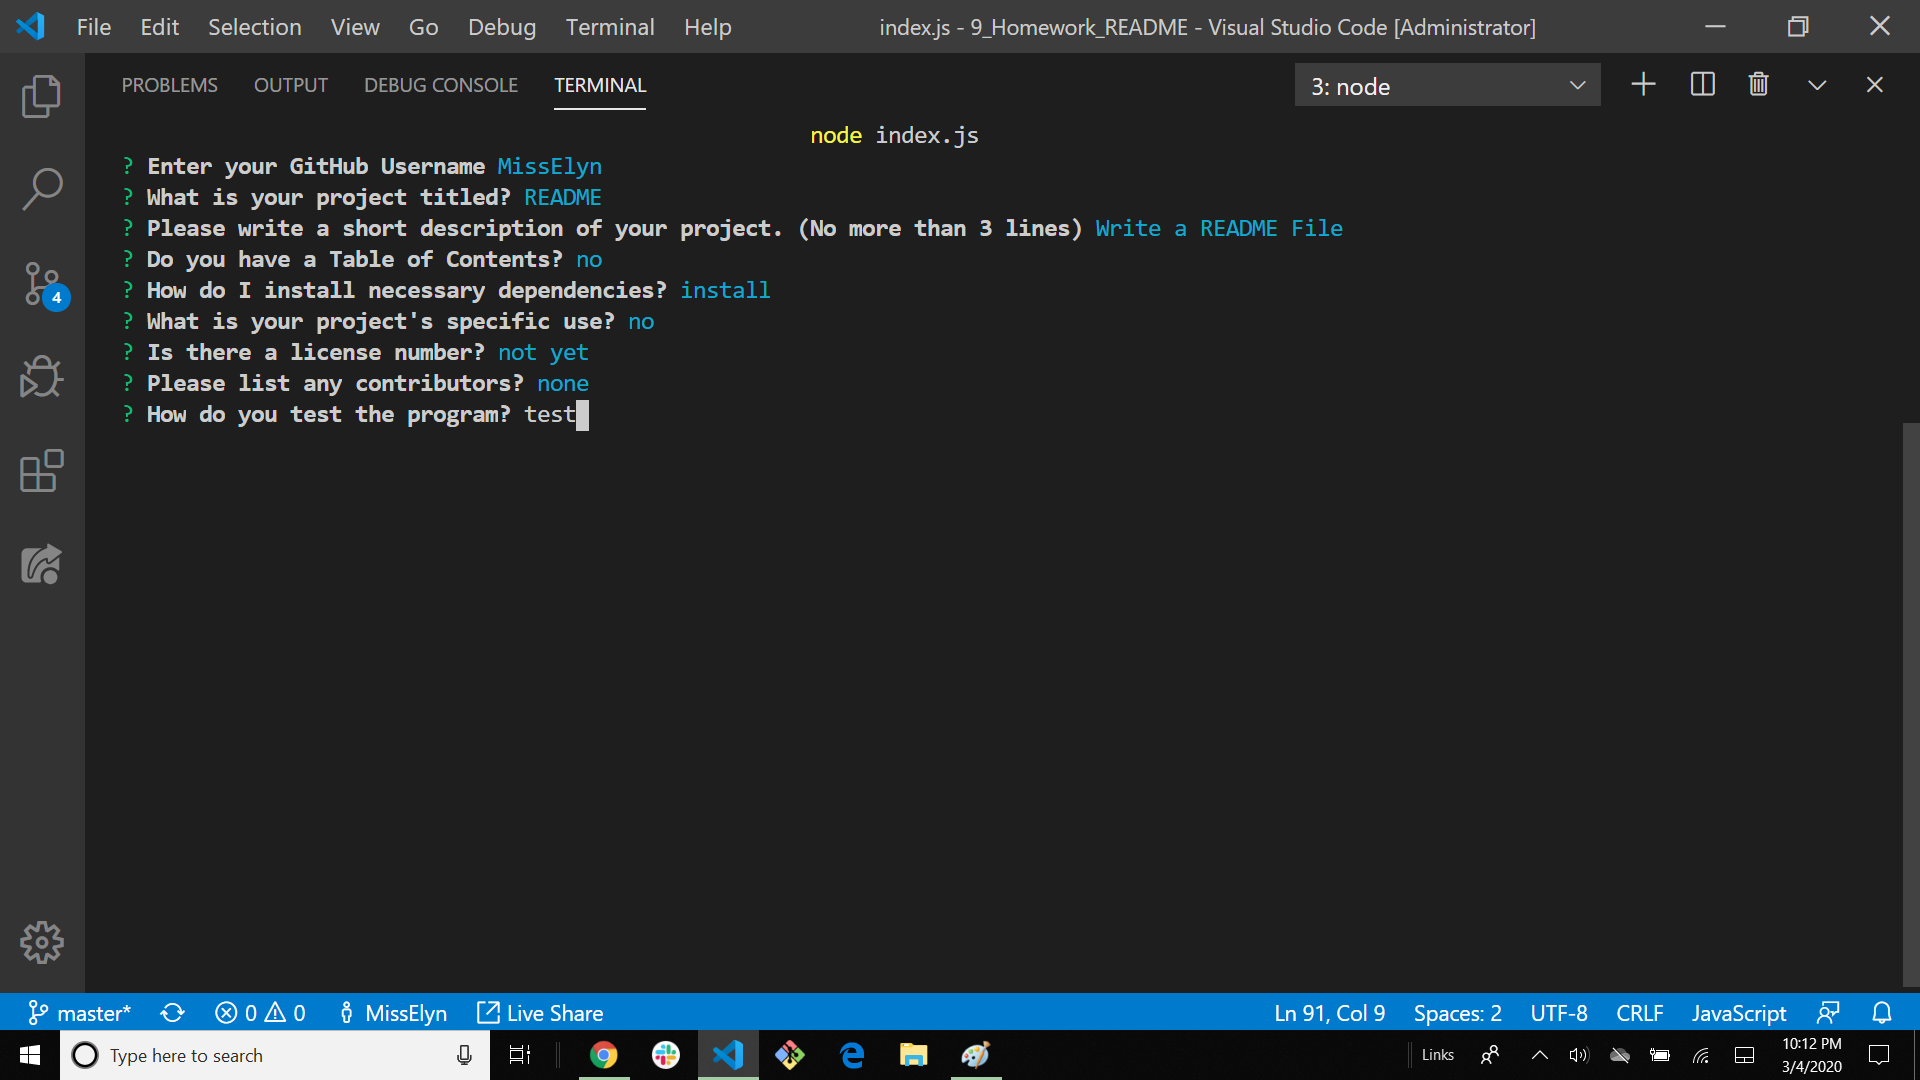 File Edit Selection View Go Debug Terminal Help index.js - 9_Homework_README - Visual Studio Code [Administrator]
PROBLEMS OUTPUT DEBUG CONSOLE TERMINAL 3: node
node index.js
? Enter your GitHub Username MissElyn
? What is your project titled? README
? Please write a short description of your project. (No more than 3 lines) Write a README File
? Do you have a Table of Contents? no
? How do I install necessary dependencies? install
? What is your project's specific use? no
? Is there a license number? not yet
? Please list any contributors? none
? How do you test the program? test
4
master* 0 0 MissElyn Live Share Ln 91, Col 9 Spaces: 2 UTF-8 CRLF JavaScript
Type here to search Links 10:12 PM
3/4/2020